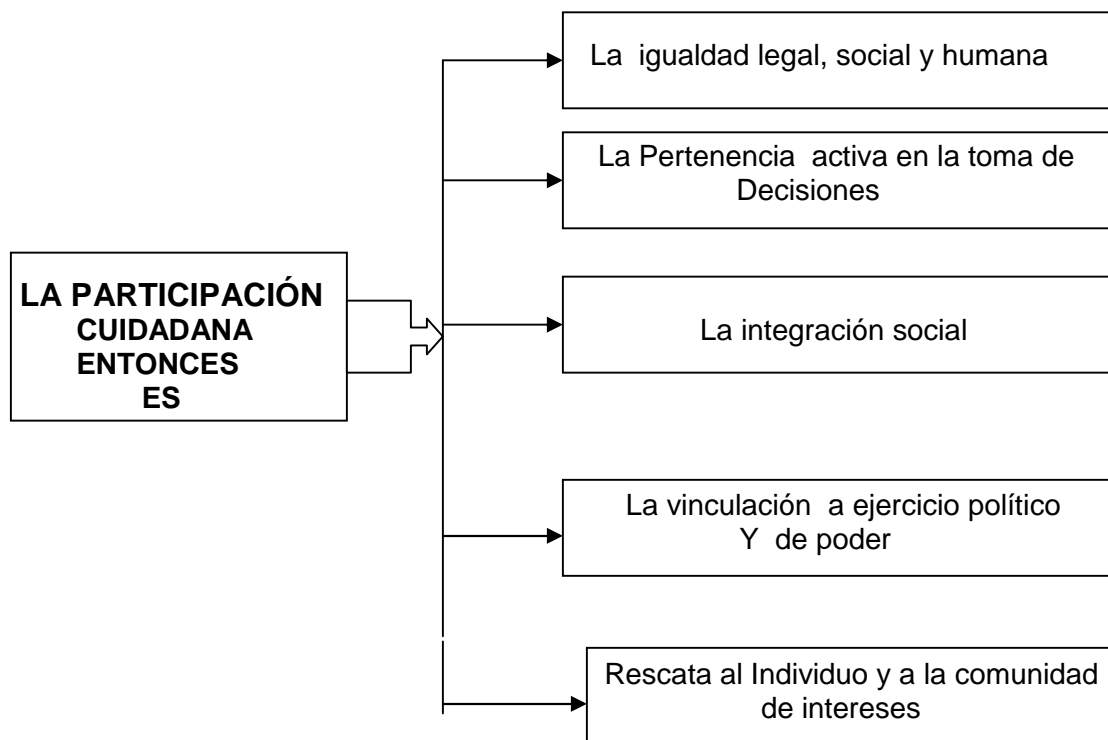 La igualdad legal, social y humana
La Pertenencia activa en la toma de
Decisiones
LA PARTICIPACIÓN
CUIDADANA
ENTONCES
ES
La integración social
La vinculación a ejercicio político
Y de poder
Rescata al Individuo y a la comunidad
de intereses